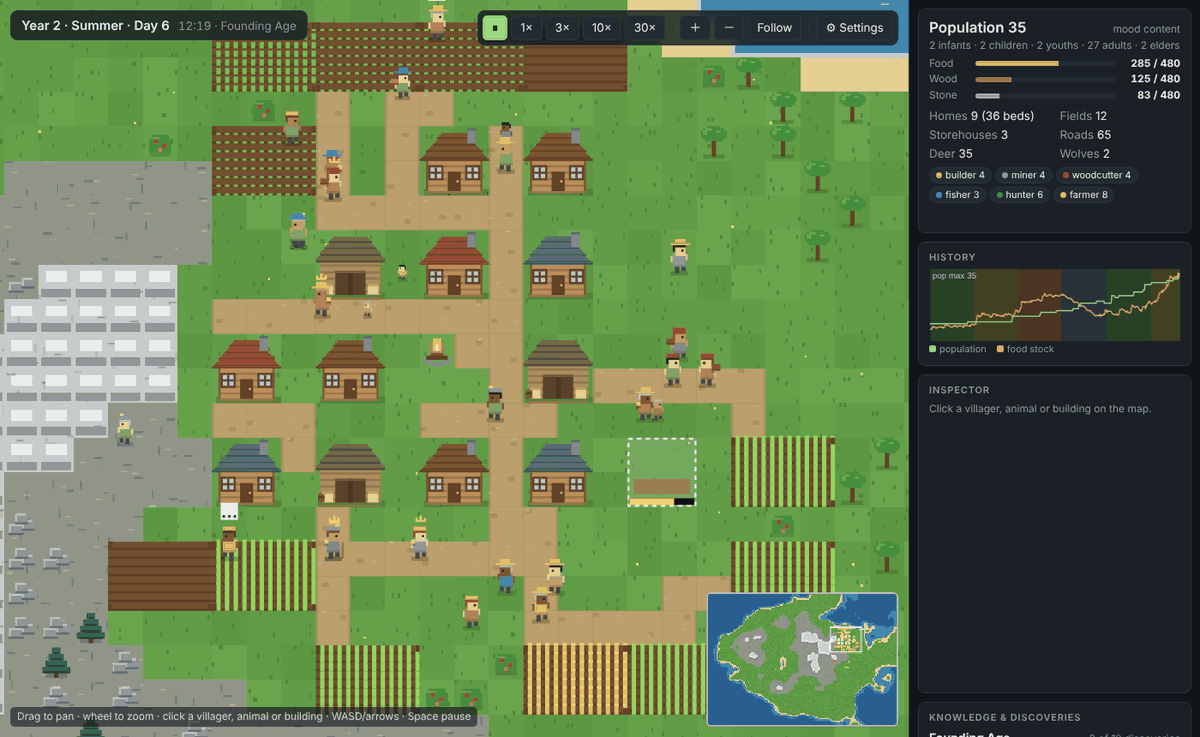 Year 2 · Summer · Day 6 12:19 · Founding Age
1× 3× 10× 30× + − Follow ⚙ Settings
Population 35 mood content
2 infants · 2 children · 2 youths · 27 adults · 2 elders
Food 285 / 480
Wood 125 / 480
Stone 83 / 480
Homes 9 (36 beds) Fields 12
Storehouses 3 Roads 65
Deer 35 Wolves 2
builder 4 miner 4 woodcutter 4
fisher 3 hunter 6 farmer 8
HISTORY
pop max 35
population food stock
INSPECTOR
Click a villager, animal or building on the map.
KNOWLEDGE & DISCOVERIES
Founding Age
Drag to pan · wheel to zoom · click a villager, animal or building · WASD/arrows · Space pause